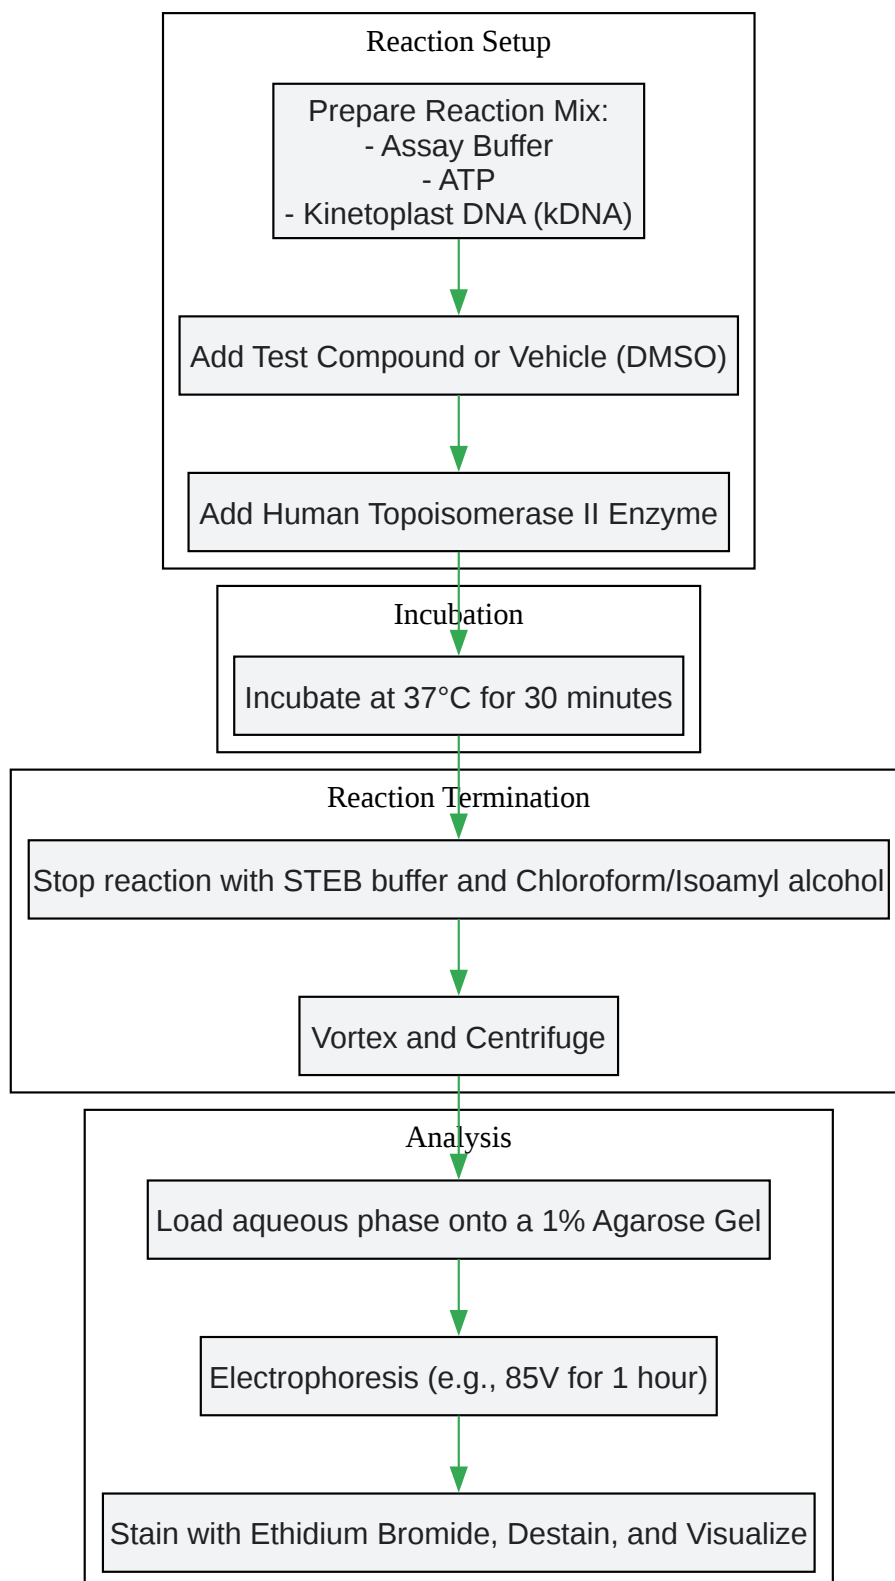 Reaction Setup
Prepare Reaction Mix:
- Assay Buffer
- ATP
- Kinetoplast DNA (kDNA)
Add Test Compound or Vehicle (DMSO)
Add Human Topoisomerase II Enzyme
Incubation
Incubate at 37°C for 30 minutes
Reaction Termination
Stop reaction with STEB buffer and Chloroform/Isoamyl alcohol
Vortex and Centrifuge
Analysis
Load aqueous phase onto a 1% Agarose Gel
Electrophoresis (e.g., 85V for 1 hour)
Stain with Ethidium Bromide, Destain, and Visualize